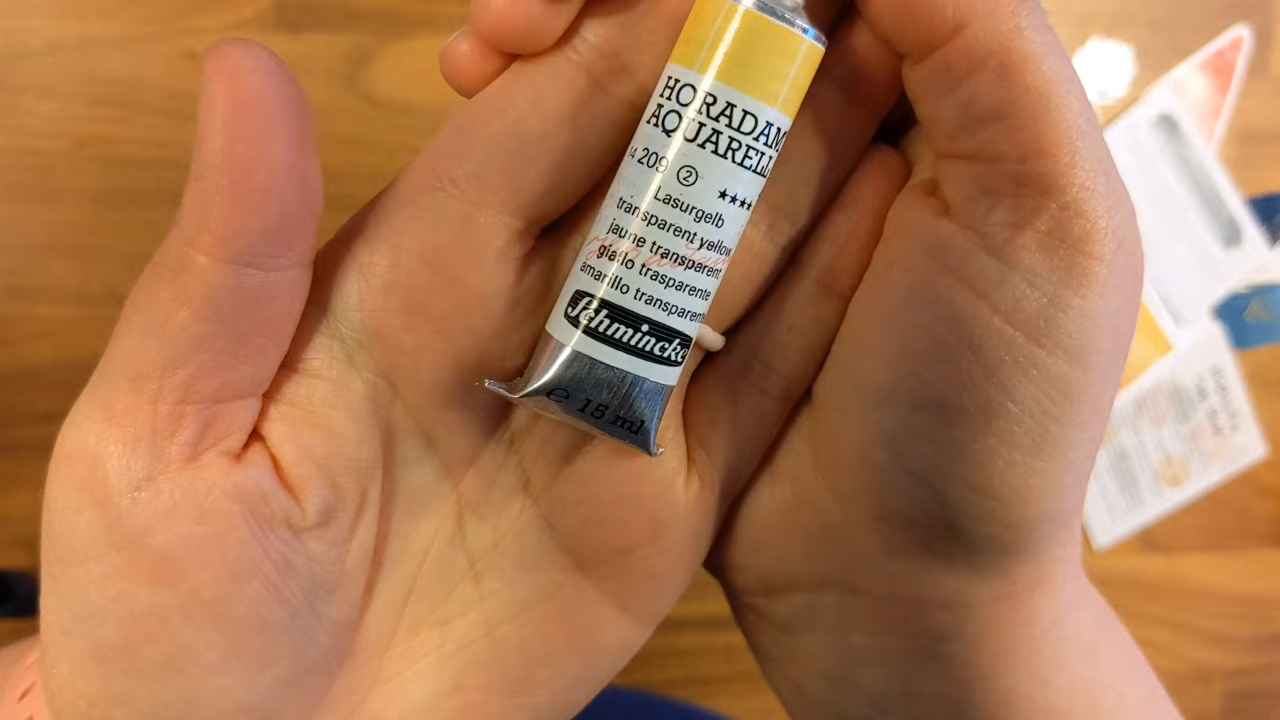 HORADAM
AQUARELL
14 209 2
★★★★
Lasurgelb
transparent yellow
jaune transparent
giallo trasparente
amarillo transparente
Schmincke
e 15 ml